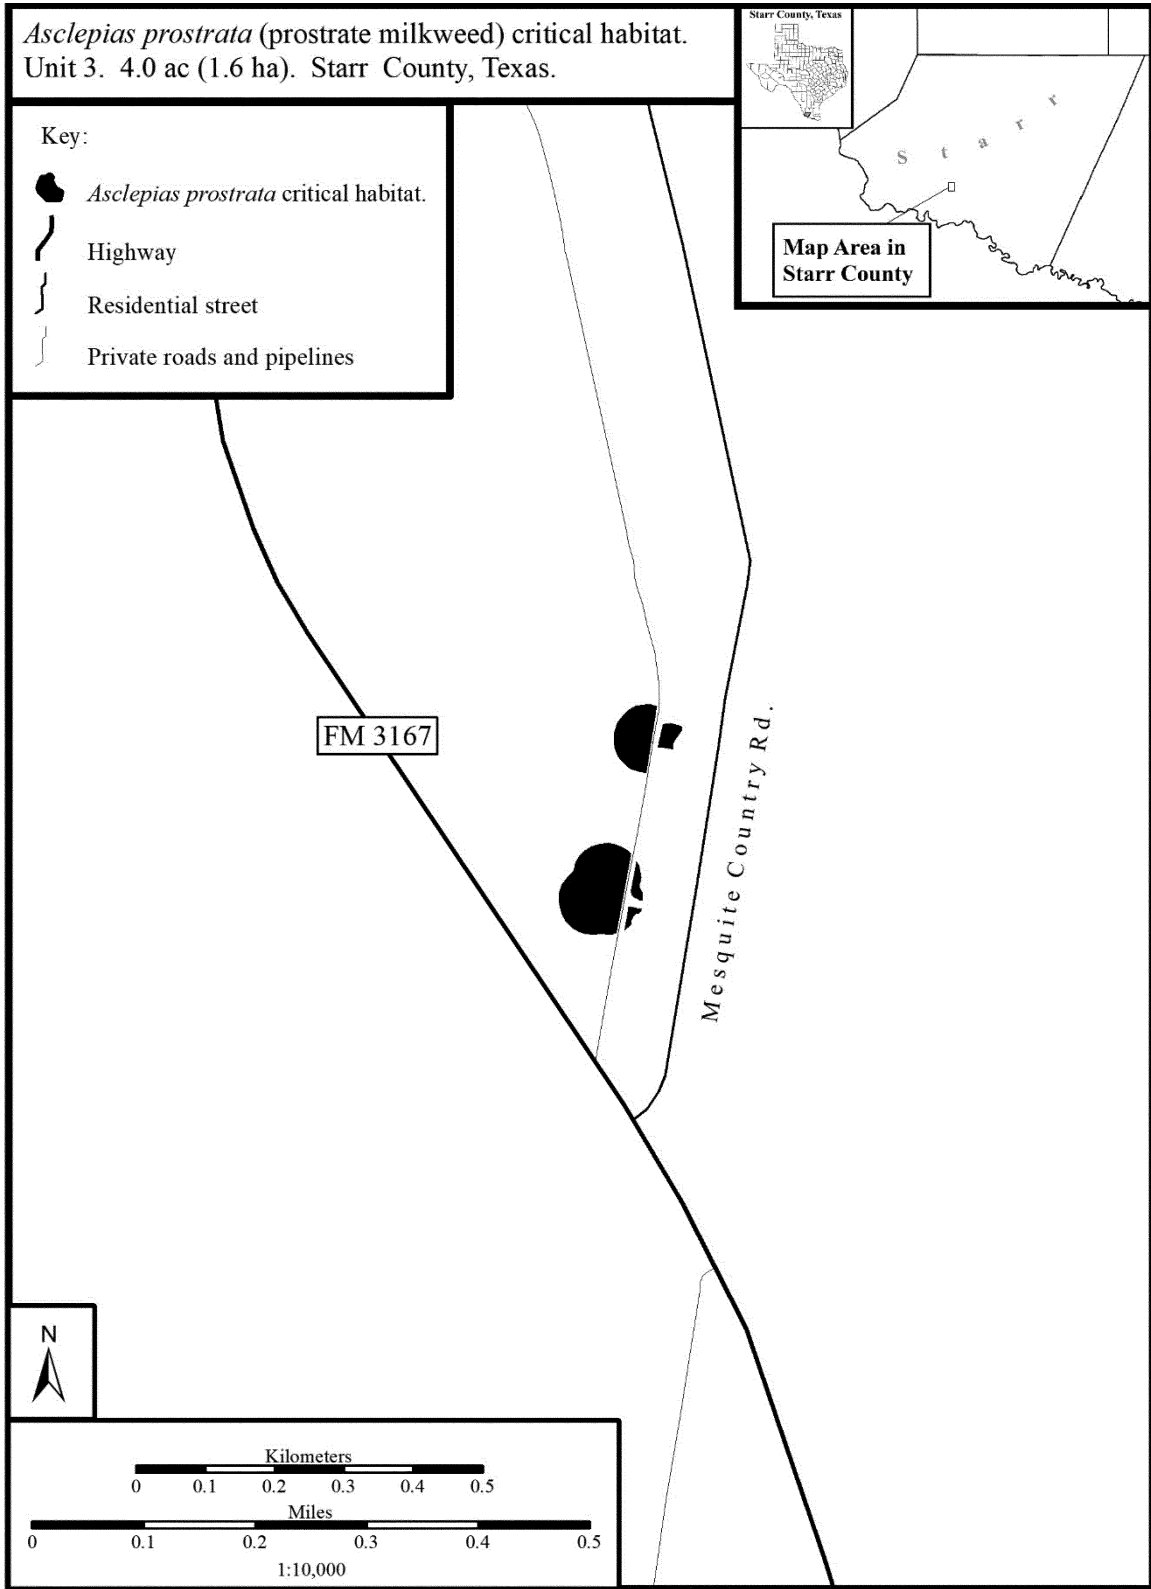 Asclepias prostrata (prostrate milkweed) critical habitat.
Unit 3. 4.0 ac (1.6 ha). Starr County, Texas.
Starr County, Texas
Starr
Map Area in
Starr County
Key:
Asclepias prostrata critical habitat.
Highway
Residential street
Private roads and pipelines
FM 3167
Mesquite Country Rd.
N
Kilometers
0 0.1 0.2 0.3 0.4 0.5
Miles
0 0.1 0.2 0.3 0.4 0.5
1:10,000